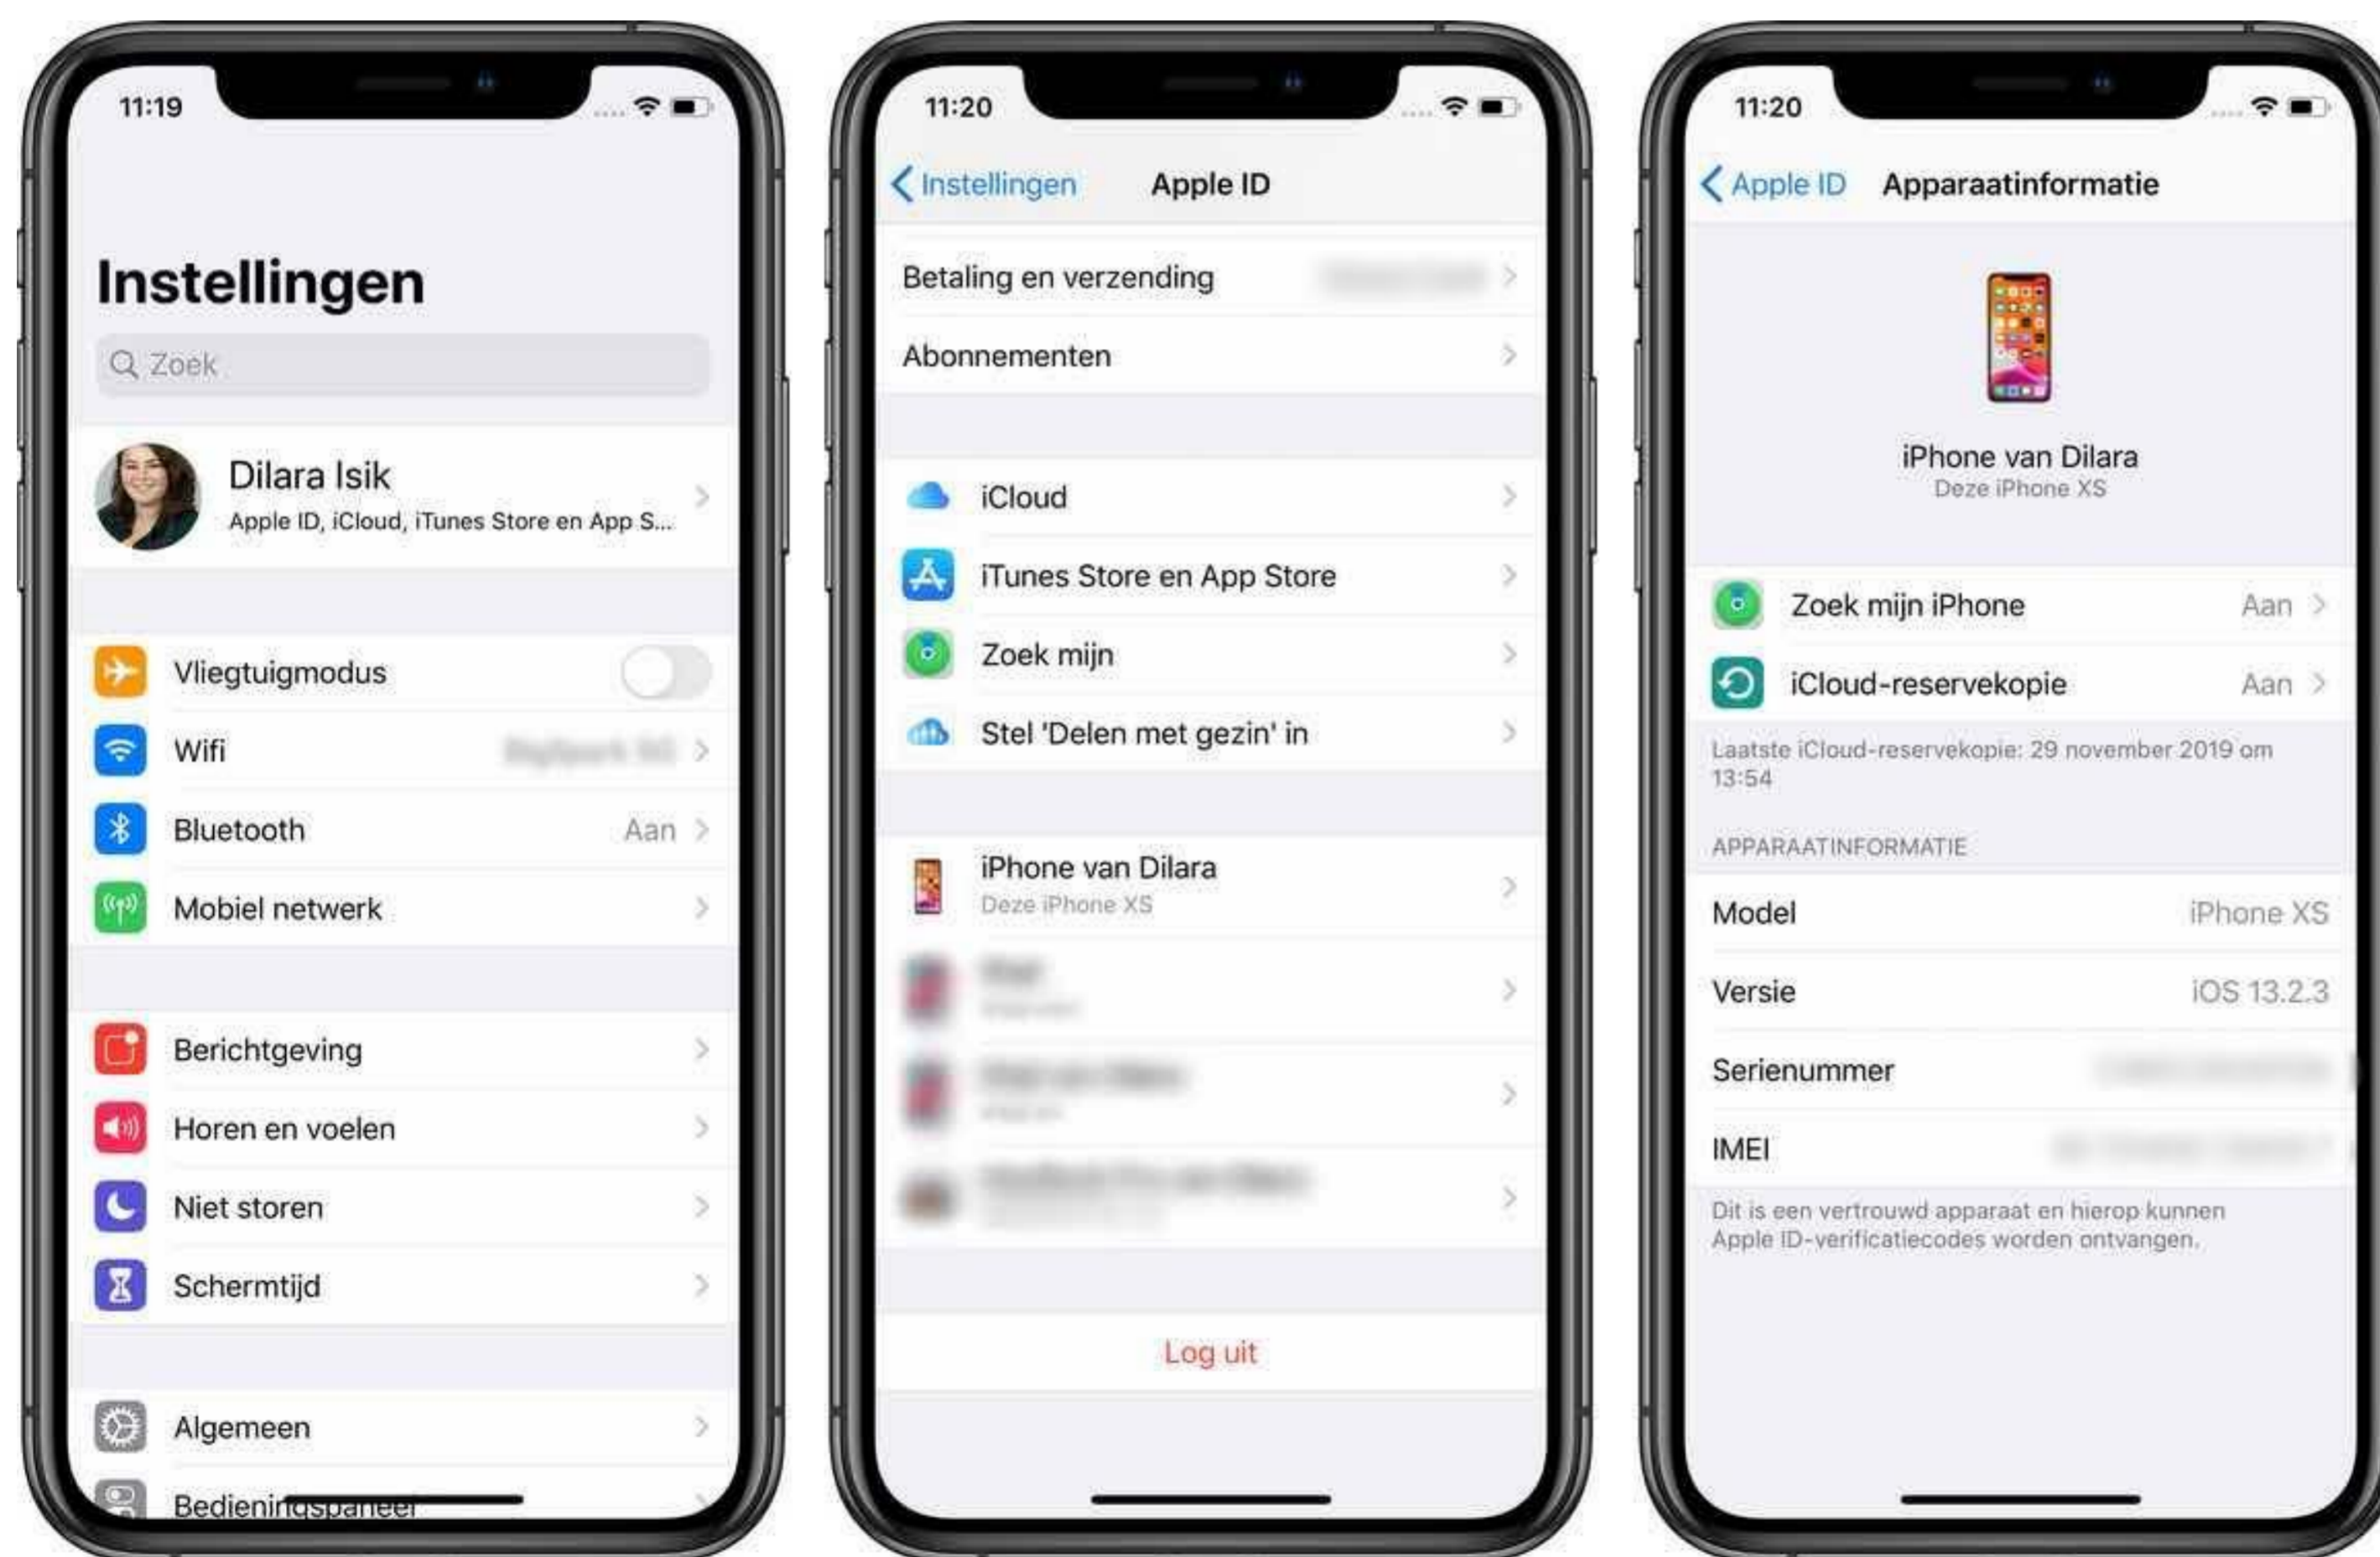 11:19
Instellingen
Zoek
Dilara Isik
Apple ID, iCloud, iTunes Store en App S...
Vliegtuigmodus
Wifi
Bluetooth Aan
Mobiel netwerk
Berichtgeving
Horen en voelen
Niet storen
Schermtijd
Algemeen
Bedieningspaneel
11:20
Instellingen Apple ID
Betaling en verzending
Abonnementen
iCloud
iTunes Store en App Store
Zoek mijn
Stel 'Delen met gezin' in
iPhone van Dilara
Deze iPhone XS
Log uit
11:20
Apple ID Apparaatinformatie
iPhone van Dilara
Deze iPhone XS
Zoek mijn iPhone Aan
iCloud-reservekopie Aan
Laatste iCloud-reservekopie: 29 november 2019 om
13:54
APPARAATINFORMATIE
Model iPhone XS
Versie iOS 13.2.3
Serienummer
IMEI
Dit is een vertrouwd apparaat en hierop kunnen
Apple ID-verificatiecodes worden ontvangen.